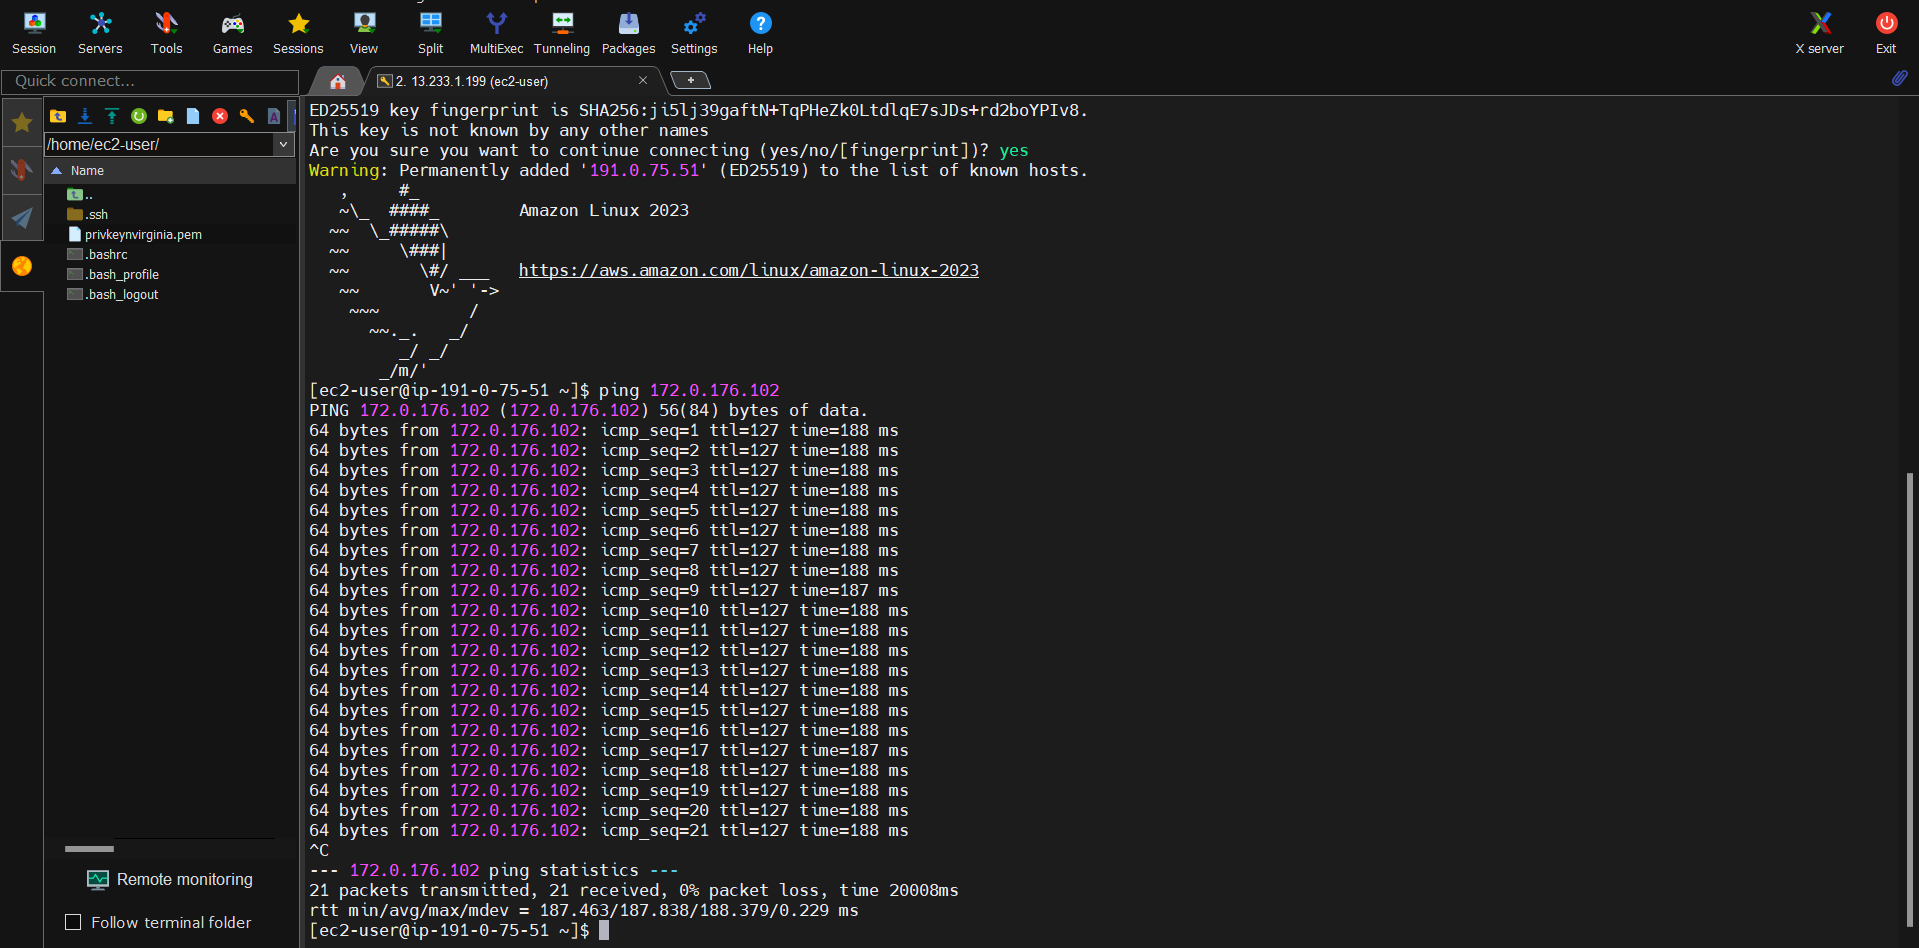 Session
Servers
Tools
Games
Sessions
View
Split
MultiExec
Tunneling
Packages
Settings
Help
X server
Exit
Quick connect...
2. 13.233.1.199 (ec2-user)
/home/ec2-user/
Name
..
.ssh
privkeynvirginia.pem
.bashrc
.bash_profile
.bash_logout
Remote monitoring
Follow terminal folder
ED25519 key fingerprint is SHA256:ji5lj39gaftN+TqPHeZk0LtdlqE7sJDs+rd2boYPIv8.
This key is not known by any other names
Are you sure you want to continue connecting (yes/no/[fingerprint])? yes
Warning: Permanently added '191.0.75.51' (ED25519) to the list of known hosts.
   ,     #_
   ~\_  ####_        Amazon Linux 2023
  ~~  \_#####\
  ~~     \###|
  ~~       \#/ ___   https://aws.amazon.com/linux/amazon-linux-2023
   ~~       V~' '->
    ~~~         /
      ~~._.   _/
         _/ _/
       _/m/'
[ec2-user@ip-191-0-75-51 ~]$ ping 172.0.176.102
PING 172.0.176.102 (172.0.176.102) 56(84) bytes of data.
64 bytes from 172.0.176.102: icmp_seq=1 ttl=127 time=188 ms
64 bytes from 172.0.176.102: icmp_seq=2 ttl=127 time=188 ms
64 bytes from 172.0.176.102: icmp_seq=3 ttl=127 time=188 ms
64 bytes from 172.0.176.102: icmp_seq=4 ttl=127 time=188 ms
64 bytes from 172.0.176.102: icmp_seq=5 ttl=127 time=188 ms
64 bytes from 172.0.176.102: icmp_seq=6 ttl=127 time=188 ms
64 bytes from 172.0.176.102: icmp_seq=7 ttl=127 time=188 ms
64 bytes from 172.0.176.102: icmp_seq=8 ttl=127 time=188 ms
64 bytes from 172.0.176.102: icmp_seq=9 ttl=127 time=187 ms
64 bytes from 172.0.176.102: icmp_seq=10 ttl=127 time=188 ms
64 bytes from 172.0.176.102: icmp_seq=11 ttl=127 time=188 ms
64 bytes from 172.0.176.102: icmp_seq=12 ttl=127 time=188 ms
64 bytes from 172.0.176.102: icmp_seq=13 ttl=127 time=188 ms
64 bytes from 172.0.176.102: icmp_seq=14 ttl=127 time=188 ms
64 bytes from 172.0.176.102: icmp_seq=15 ttl=127 time=188 ms
64 bytes from 172.0.176.102: icmp_seq=16 ttl=127 time=188 ms
64 bytes from 172.0.176.102: icmp_seq=17 ttl=127 time=187 ms
64 bytes from 172.0.176.102: icmp_seq=18 ttl=127 time=188 ms
64 bytes from 172.0.176.102: icmp_seq=19 ttl=127 time=188 ms
64 bytes from 172.0.176.102: icmp_seq=20 ttl=127 time=188 ms
64 bytes from 172.0.176.102: icmp_seq=21 ttl=127 time=188 ms
^C
--- 172.0.176.102 ping statistics ---
21 packets transmitted, 21 received, 0% packet loss, time 20008ms
rtt min/avg/max/mdev = 187.463/187.838/188.379/0.229 ms
[ec2-user@ip-191-0-75-51 ~]$